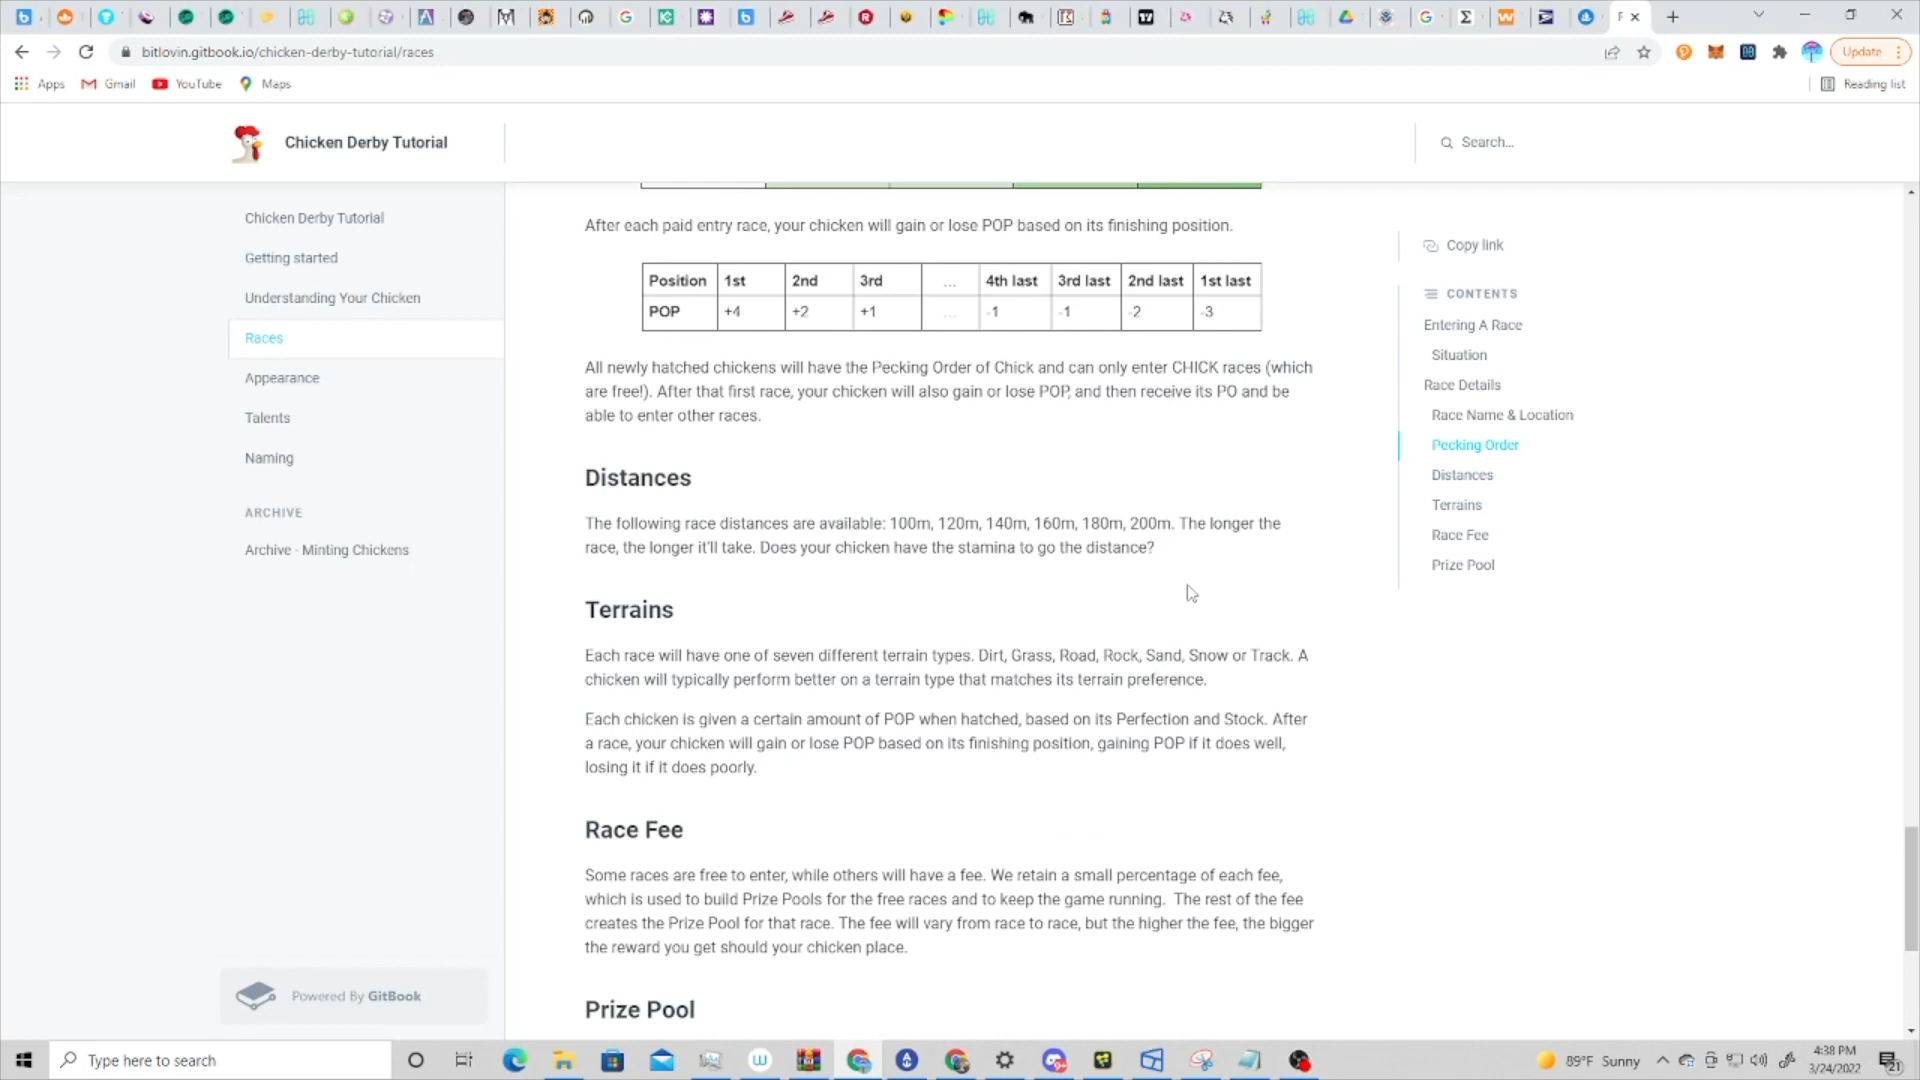 bitlovin.gitbook.io/chicken-derby-tutorial/races
Update
Apps
Gmail
YouTube
Maps
Reading list
Chicken Derby Tutorial
Search...
Chicken Derby Tutorial
Getting started
Understanding Your Chicken
Races
Appearance
Talents
Naming
ARCHIVE
Archive - Minting Chickens
Powered By GitBook
After each paid entry race, your chicken will gain or lose POP based on its finishing position.
Position 1st 2nd 3rd ... 4th last 3rd last 2nd last 1st last
POP +4 +2 +1 ... -1 -1 -2 -3
All newly hatched chickens will have the Pecking Order of Chick and can only enter CHICK races (which
are free!). After that first race, your chicken will also gain or lose POP, and then receive its PO and be
able to enter other races.
Distances
The following race distances are available: 100m, 120m, 140m, 160m, 180m, 200m. The longer the
race, the longer it'll take. Does your chicken have the stamina to go the distance?
Terrains
Each race will have one of seven different terrain types. Dirt, Grass, Road, Rock, Sand, Snow or Track. A
chicken will typically perform better on a terrain type that matches its terrain preference.
Each chicken is given a certain amount of POP when hatched, based on its Perfection and Stock. After
a race, your chicken will gain or lose POP based on its finishing position, gaining POP if it does well,
losing it if it does poorly.
Race Fee
Some races are free to enter, while others will have a fee. We retain a small percentage of each fee,
which is used to build Prize Pools for the free races and to keep the game running. The rest of the fee
creates the Prize Pool for that race. The fee will vary from race to race, but the higher the fee, the bigger
the reward you get should your chicken place.
Prize Pool
Copy link
CONTENTS
Entering A Race
Situation
Race Details
Race Name & Location
Pecking Order
Distances
Terrains
Race Fee
Prize Pool
Type here to search
89°F Sunny
4:38 PM
3/24/2022
21